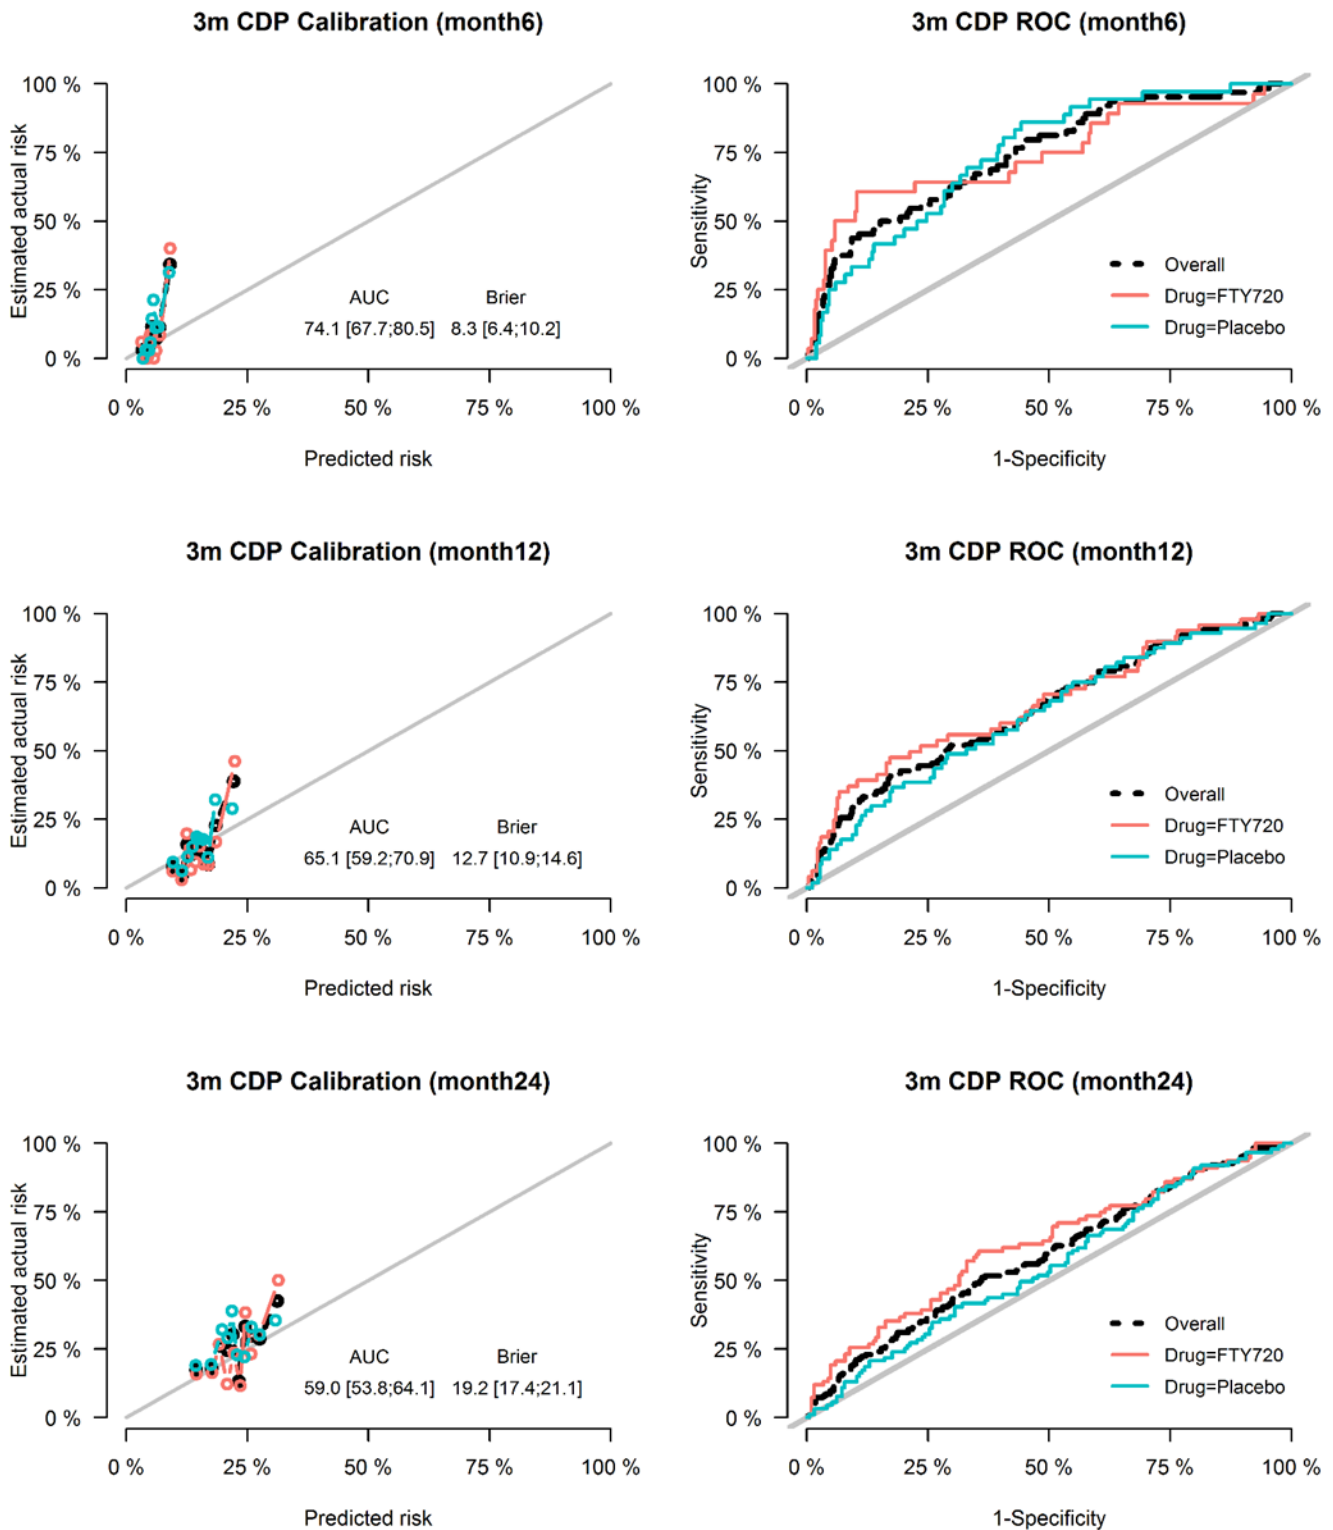 3m CDP Calibration (month6)
Estimated actual risk
100 %
75 %
50 %
25 %
0 %
AUC Brier
74.1 [67.7;80.5] 8.3 [6.4;10.2]
0 % 25 % 50 % 75 % 100 %
Predicted risk
3m CDP ROC (month6)
Sensitivity
100 %
75 %
50 %
25 %
0 %
Overall
Drug=FTY720
Drug=Placebo
0 % 25 % 50 % 75 % 100 %
1-Specificity
3m CDP Calibration (month12)
Estimated actual risk
100 %
75 %
50 %
25 %
0 %
AUC Brier
65.1 [59.2;70.9] 12.7 [10.9;14.6]
0 % 25 % 50 % 75 % 100 %
Predicted risk
3m CDP ROC (month12)
Sensitivity
100 %
75 %
50 %
25 %
0 %
Overall
Drug=FTY720
Drug=Placebo
0 % 25 % 50 % 75 % 100 %
1-Specificity
3m CDP Calibration (month24)
Estimated actual risk
100 %
75 %
50 %
25 %
0 %
AUC Brier
59.0 [53.8;64.1] 19.2 [17.4;21.1]
0 % 25 % 50 % 75 % 100 %
Predicted risk
3m CDP ROC (month24)
Sensitivity
100 %
75 %
50 %
25 %
0 %
Overall
Drug=FTY720
Drug=Placebo
0 % 25 % 50 % 75 % 100 %
1-Specificity